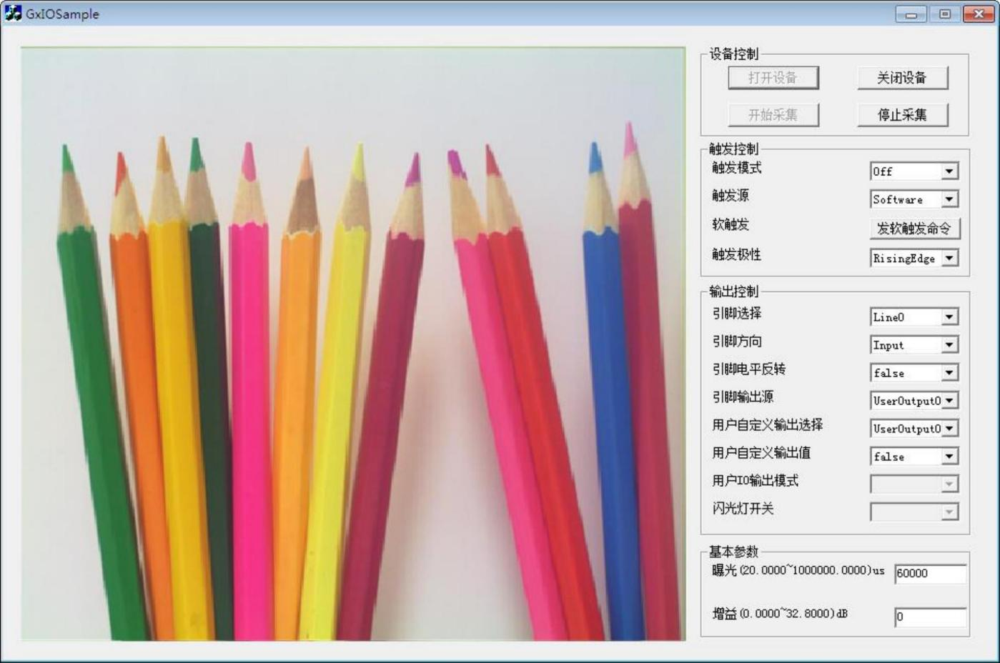 GxIOSample
设备控制
打开设备 关闭设备
开始采集 停止采集
触发控制
触发模式 Off
触发源 Software
软触发 发软触发命令
触发极性 RisingEdge
输出控制
引脚选择 Line0
引脚方向 Input
引脚电平反转 false
引脚输出源 UserOutput0
用户自定义输出选择 UserOutput0
用户自定义输出值 false
用户IO输出模式
闪光灯开关
基本参数
曝光(20.0000~1000000.0000)us 60000
增益(0.0000~32.8000)dB 0